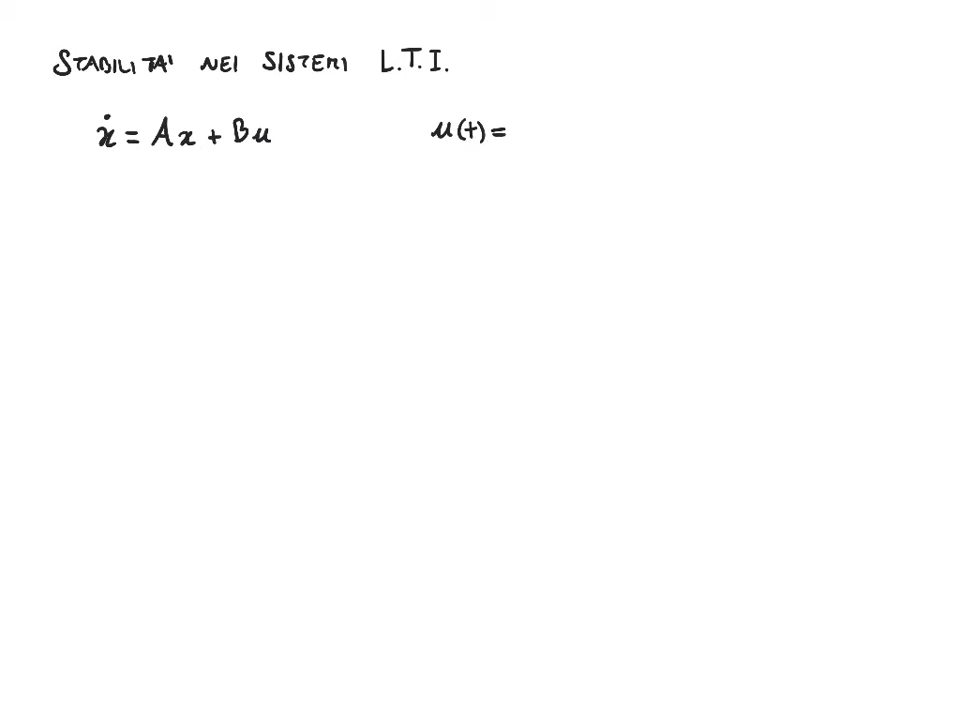 STABILITA' NEI SISTEMI L.T.I.
ẋ = Ax + Bu u(t) =